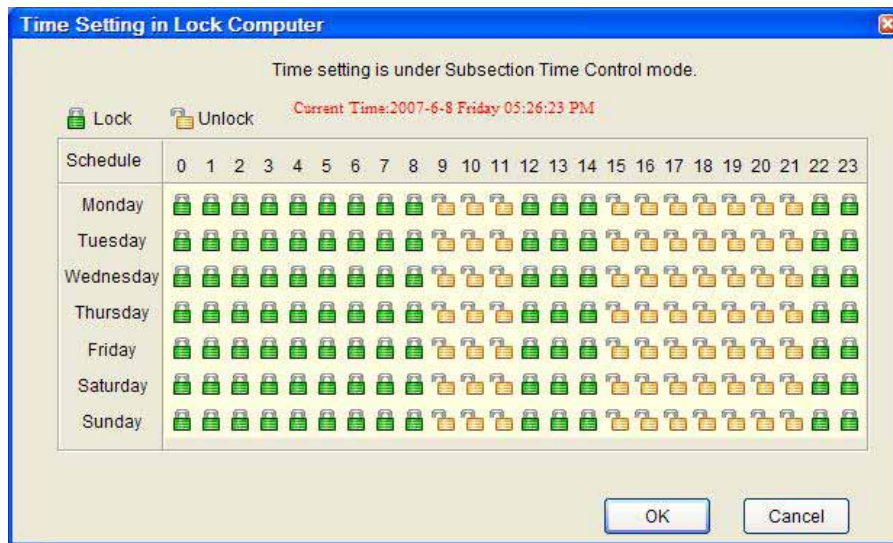 Time Setting in Lock Computer
Time setting is under Subsection Time Control mode.
Lock Unlock Current Time:2007-6-8 Friday 05:26:23 PM
Schedule 0 1 2 3 4 5 6 7 8 9 10 11 12 13 14 15 16 17 18 19 20 21 22 23
Monday
Tuesday
Wednesday
Thursday
Friday
Saturday
Sunday
OK Cancel